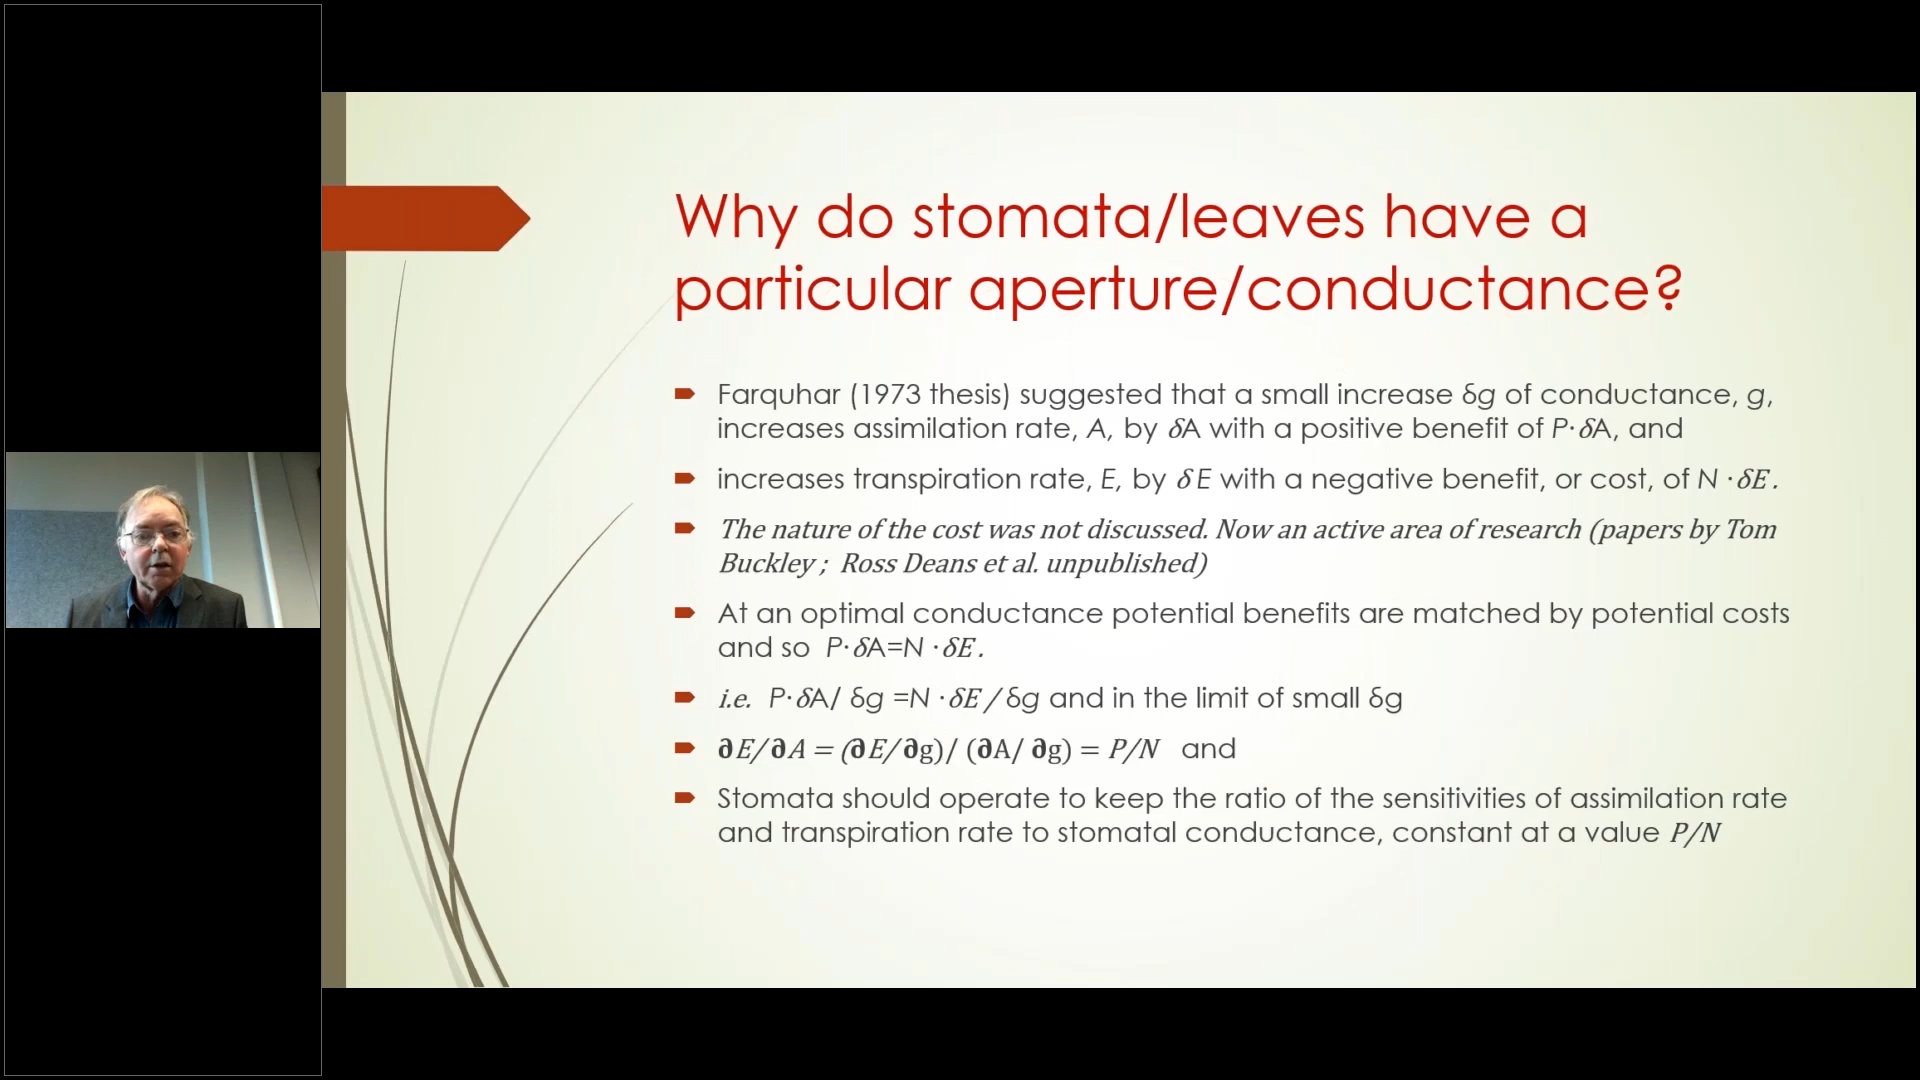 Why do stomata/leaves have a
particular aperture/conductance?
Farquhar (1973 thesis) suggested that a small increase δg of conductance, g,
increases assimilation rate, A, by δA with a positive benefit of P·δA, and
increases transpiration rate, E, by δ E with a negative benefit, or cost, of N ·δE .
The nature of the cost was not discussed. Now an active area of research (papers by Tom
Buckley ; Ross Deans et al. unpublished)
At an optimal conductance potential benefits are matched by potential costs
and so P·δA=N ·δE .
i.e. P·δA/ δg =N ·δE / δg and in the limit of small δg
∂E/∂A = (∂E/∂g)/ (∂A/ ∂g) = P/N and
Stomata should operate to keep the ratio of the sensitivities of assimilation rate
and transpiration rate to stomatal conductance, constant at a value P/N